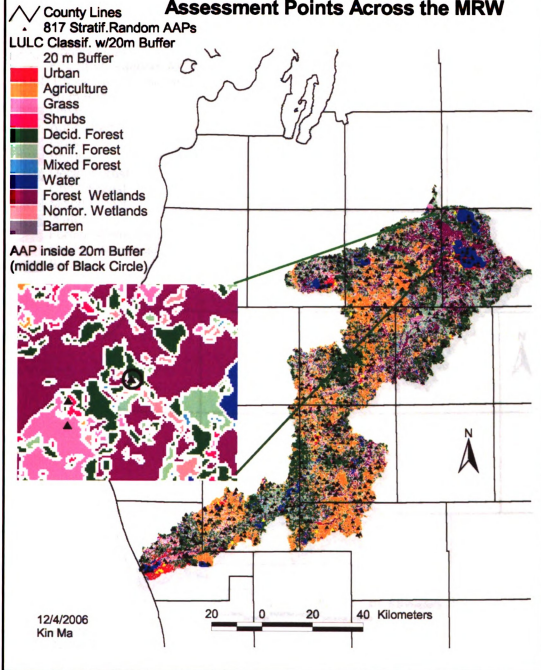 Assessment Points Across the MRW
County Lines
817 Stratif.Random AAPs
LULC Classif. w/20m Buffer
20 m Buffer
Urban
Agriculture
Grass
Shrubs
Decid. Forest
Conif. Forest
Mixed Forest
Water
Forest Wetlands
Nonfor. Wetlands
Barren
AAP inside 20m Buffer
(middle of Black Circle)
N
12/4/2006
Kin Ma
20 0 20 40 Kilometers